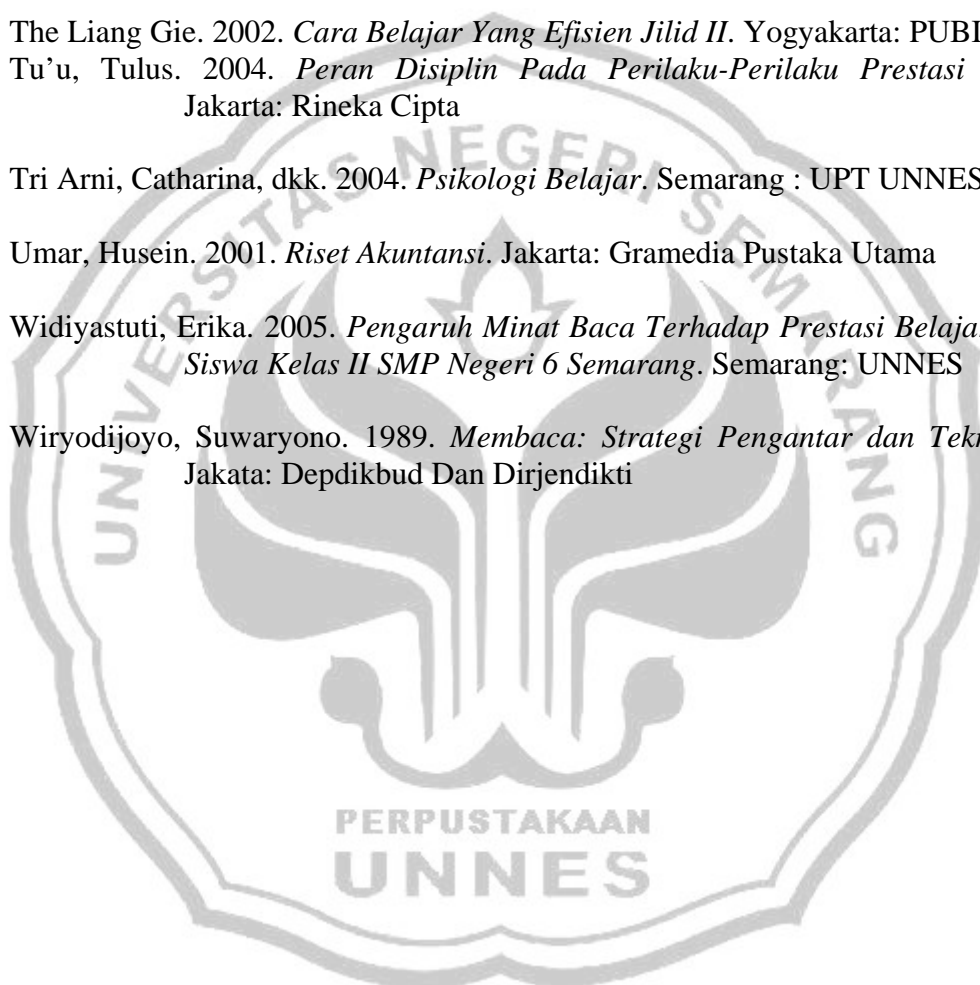 The Liang Gie. 2002. Cara Belajar Yang Efisien Jilid II. Yogyakarta: PUBI
Tu’u, Tulus. 2004. Peran Disiplin Pada Perilaku-Perilaku Prestasi
Jakarta: Rineka Cipta
Tri Arni, Catharina, dkk. 2004. Psikologi Belajar. Semarang : UPT UNNES
Umar, Husein. 2001. Riset Akuntansi. Jakarta: Gramedia Pustaka Utama
Widiyastuti, Erika. 2005. Pengaruh Minat Baca Terhadap Prestasi Belaja
Siswa Kelas II SMP Negeri 6 Semarang. Semarang: UNNES
Wiryodijoyo, Suwaryono. 1989. Membaca: Strategi Pengantar dan Tekn
Jakata: Depdikbud Dan Dirjendikti
UNIVERSITAS NEGERI SEMARANG
PERPUSTAKAAN
UNNES